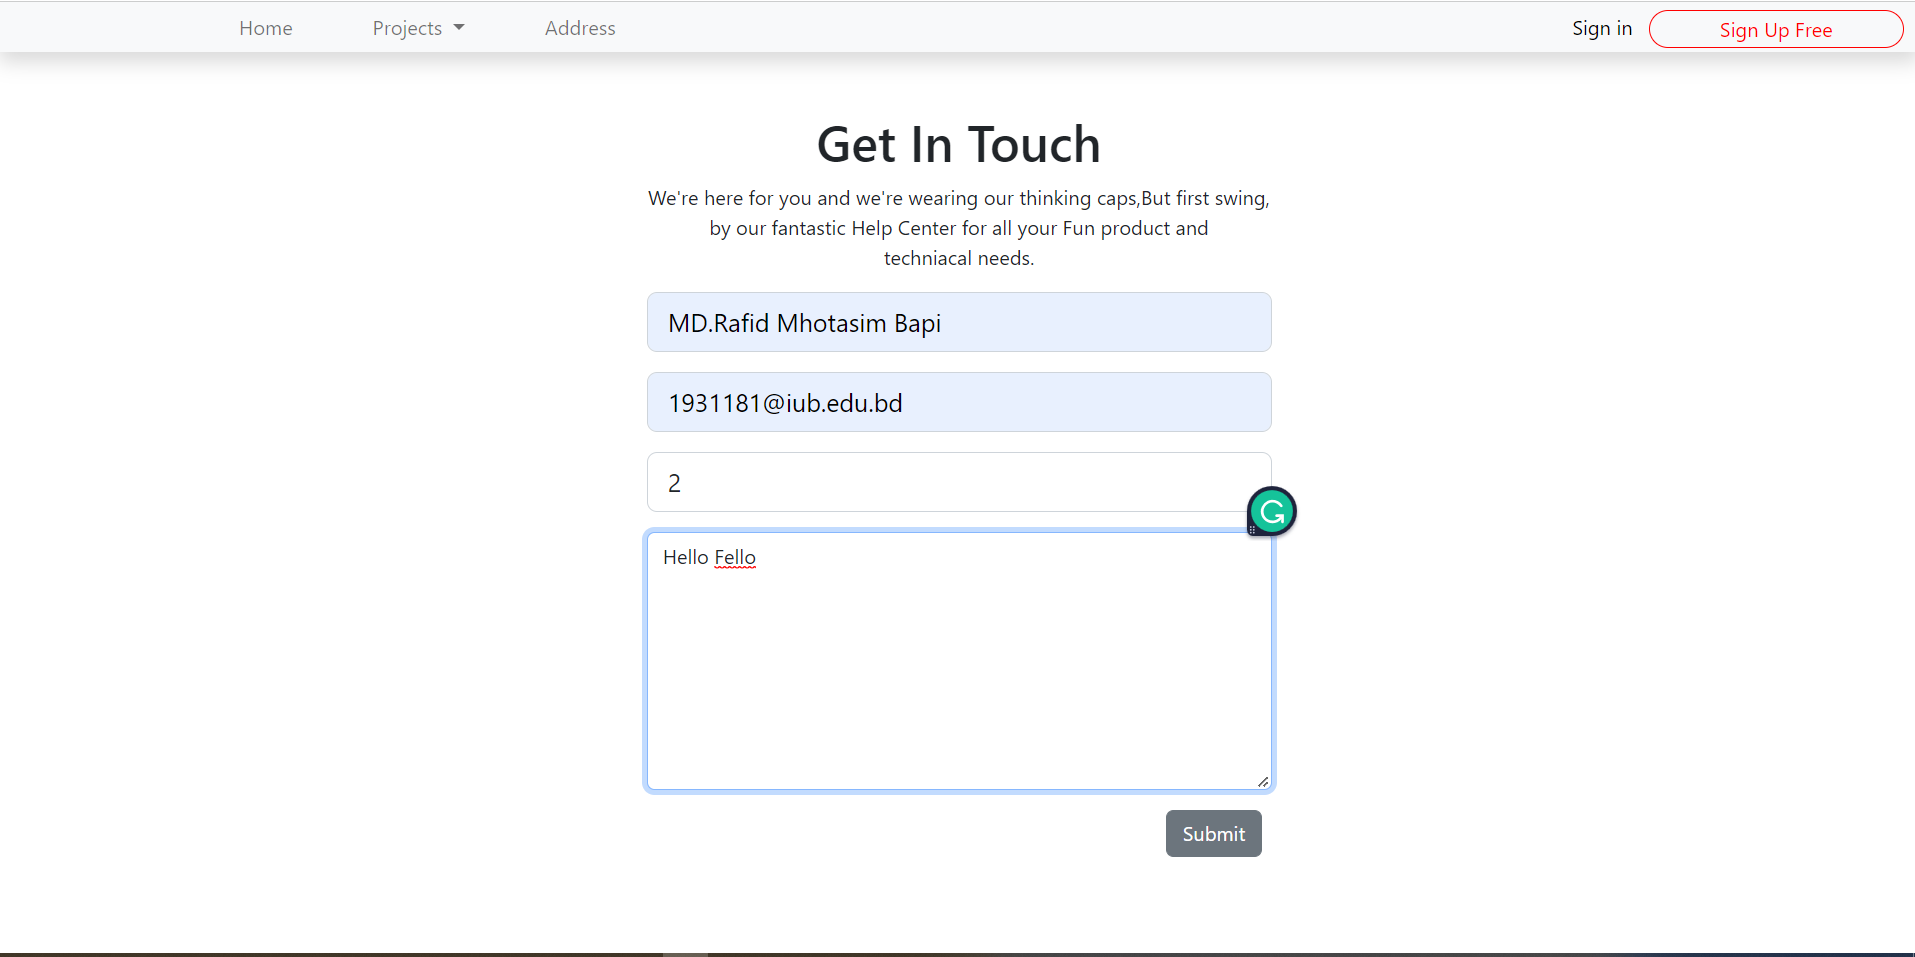 Home Projects Address Sign in Sign Up Free
Get In Touch
We're here for you and we're wearing our thinking caps,But first swing,
by our fantastic Help Center for all your Fun product and
techniacal needs.
MD.Rafid Mhotasim Bapi
1931181@iub.edu.bd
2
Hello Fello
Submit